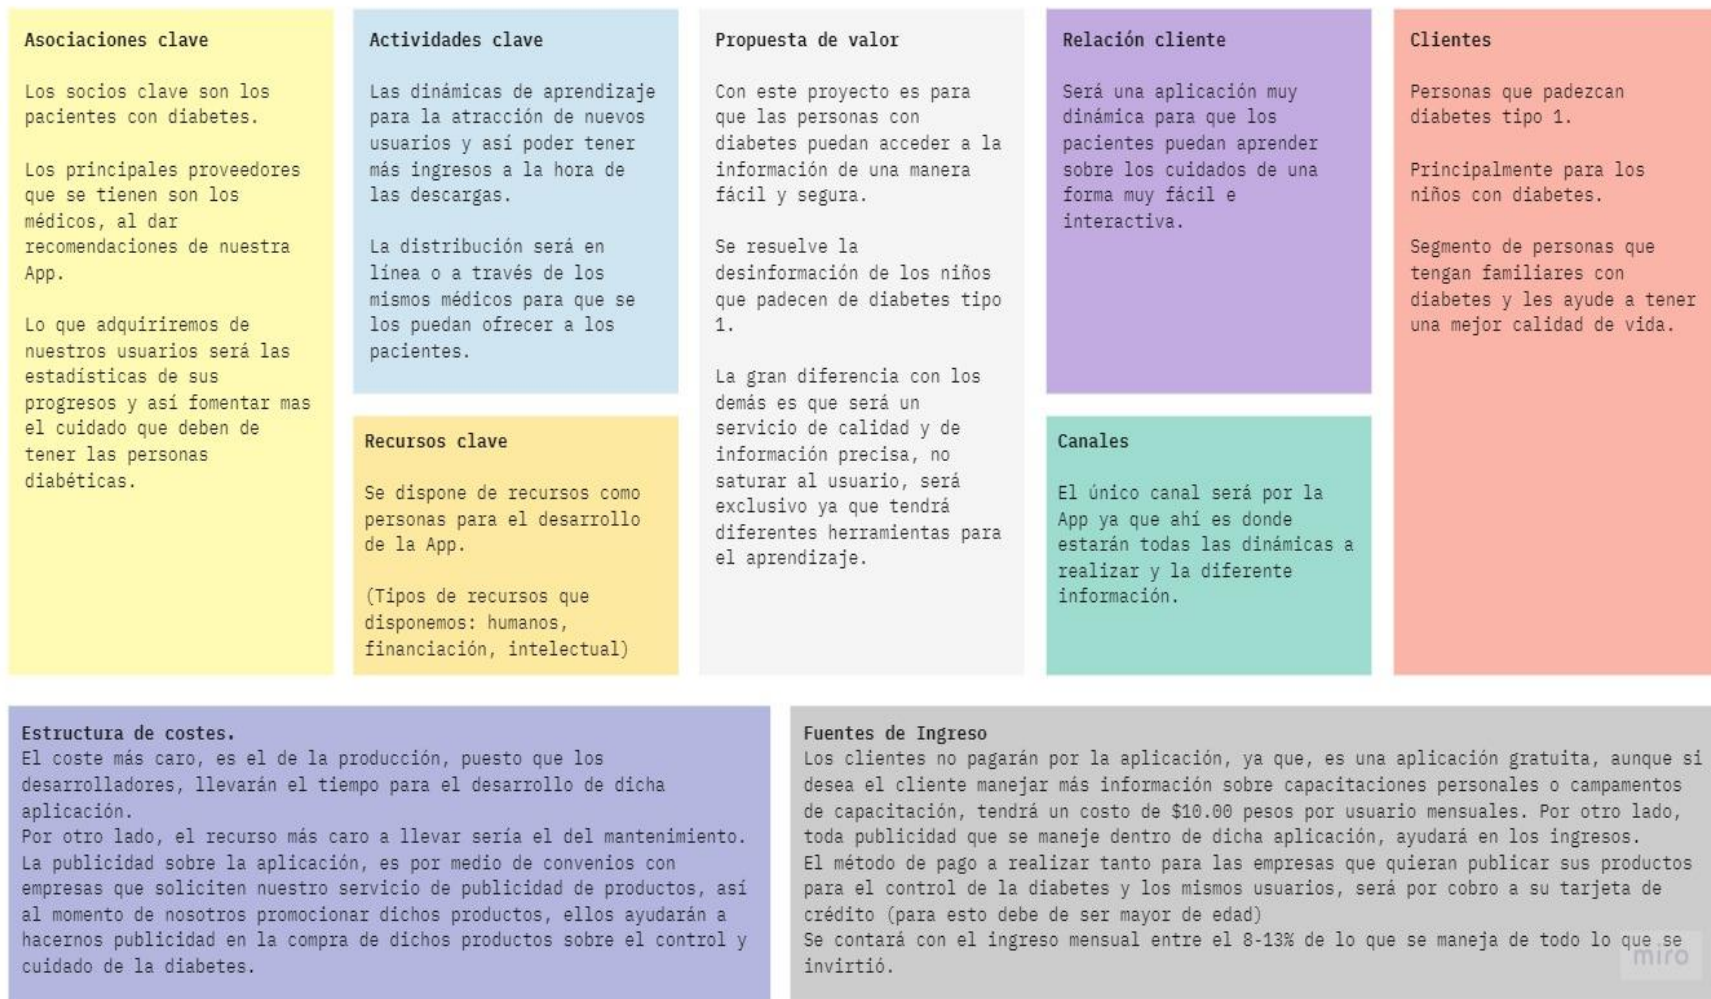 Asociaciones clave
Los socios clave son los
pacientes con diabetes.
Los principales proveedores
que se tienen son los
médicos, al dar
recomendaciones de nuestra
App.
Lo que adquiriremos de
nuestros usuarios será las
estadísticas de sus
progresos y así fomentar mas
el cuidado que deben de
tener las personas
diabéticas.
Actividades clave
Las dinámicas de aprendizaje
para la atracción de nuevos
usuarios y así poder tener
más ingresos a la hora de
las descargas.
La distribución será en
línea o a través de los
mismos médicos para que se
los puedan ofrecer a los
pacientes.
Recursos clave
Se dispone de recursos como
personas para el desarrollo
de la App.
(Tipos de recursos que
disponemos: humanos,
financiación, intelectual)
Propuesta de valor
Con este proyecto es para
que las personas con
diabetes puedan acceder a la
información de una manera
fácil y segura.
Se resuelve la
desinformación de los niños
que padecen de diabetes tipo
1.
La gran diferencia con los
demás es que será un
servicio de calidad y de
información precisa, no
saturar al usuario, será
exclusivo ya que tendrá
diferentes herramientas para
el aprendizaje.
Relación cliente
Será una aplicación muy
dinámica para que los
pacientes puedan aprender
sobre los cuidados de una
forma muy fácil e
interactiva.
Canales
El único canal será por la
App ya que ahí es donde
estarán todas las dinámicas a
realizar y la diferente
información.
Clientes
Personas que padezcan
diabetes tipo 1.
Principalmente para los
niños con diabetes.
Segmento de personas que
tengan familiares con
diabetes y les ayude a tener
una mejor calidad de vida.
Estructura de costes.
El coste más caro, es el de la producción, puesto que los
desarrolladores, llevarán el tiempo para el desarrollo de dicha
aplicación.
Por otro lado, el recurso más caro a llevar sería el del mantenimiento.
La publicidad sobre la aplicación, es por medio de convenios con
empresas que soliciten nuestro servicio de publicidad de productos, así
al momento de nosotros promocionar dichos productos, ellos ayudarán a
hacernos publicidad en la compra de dichos productos sobre el control y
cuidado de la diabetes.
Fuentes de Ingreso
Los clientes no pagarán por la aplicación, ya que, es una aplicación gratuita, aunque si
desea el cliente manejar más información sobre capacitaciones personales o campamentos
de capacitación, tendrá un costo de $10.00 pesos por usuario mensuales. Por otro lado,
toda publicidad que se maneje dentro de dicha aplicación, ayudará en los ingresos.
El método de pago a realizar tanto para las empresas que quieran publicar sus productos
para el control de la diabetes y los mismos usuarios, será por cobro a su tarjeta de
crédito (para esto debe de ser mayor de edad)
Se contará con el ingreso mensual entre el 8-13% de lo que se maneja de todo lo que se
invirtió.
miro